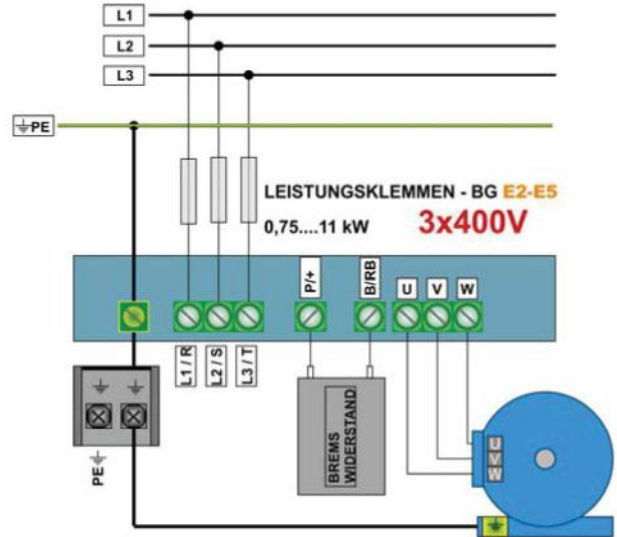 L1
L2
L3
PE
LEISTUNGSKLEMMEN - BG E2-E5
0,75....11 kW 3x400V
P/+
B/RB
U V W
L1 / R
L2 / S
L3 / T
PE
BREMS
WIDERSTAND
U
V
W